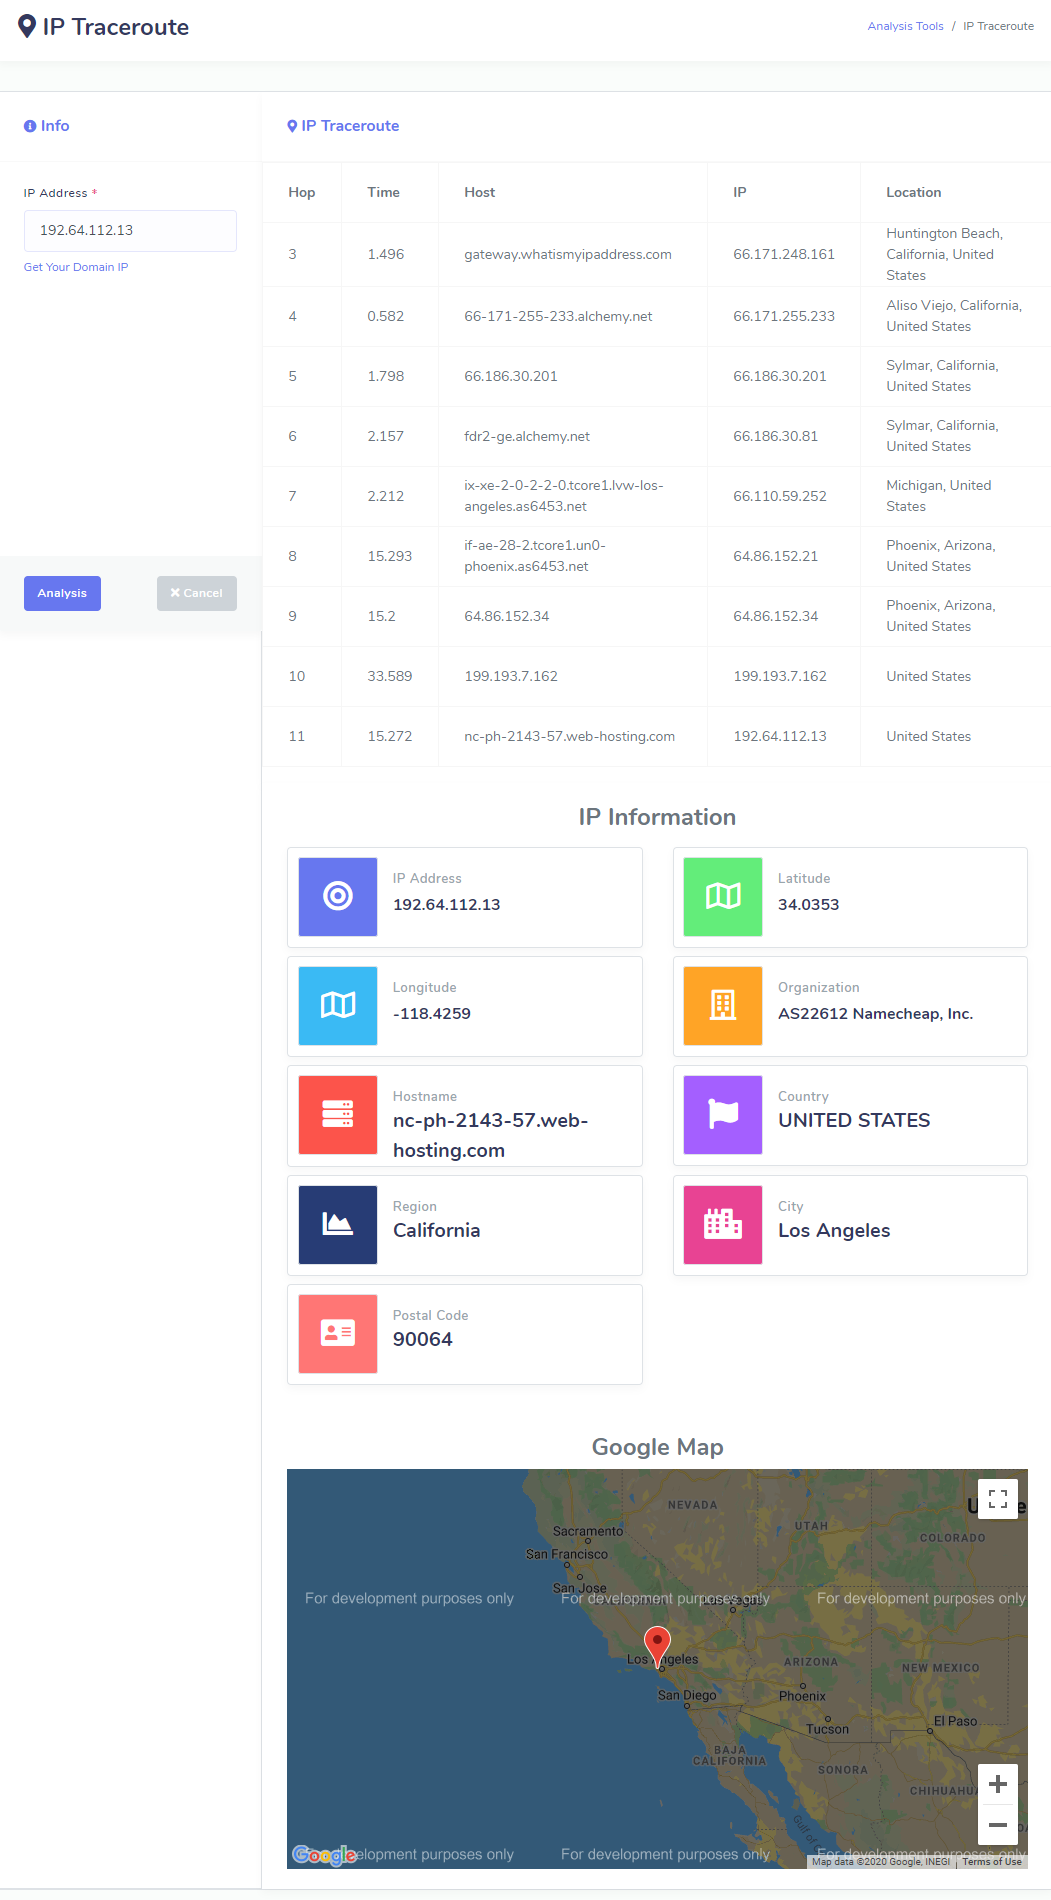 IP Traceroute
Analysis Tools / IP Traceroute
Info
IP Address *
192.64.112.13
Get Your Domain IP
Analysis
Cancel
IP Traceroute
Hop Time Host IP Location
3 1.496 gateway.whatismyipaddress.com 66.171.248.161 Huntington Beach,
California, United
States
4 0.582 66-171-255-233.alchemy.net 66.171.255.233 Aliso Viejo, California,
United States
5 1.798 66.186.30.201 66.186.30.201 Sylmar, California,
United States
6 2.157 fdr2-ge.alchemy.net 66.186.30.81 Sylmar, California,
United States
7 2.212 ix-xe-2-0-2-2-0.tcore1.lvw-los- 66.110.59.252 Michigan, United
angeles.as6453.net States
8 15.293 if-ae-28-2.tcore1.un0- 64.86.152.21 Phoenix, Arizona,
phoenix.as6453.net United States
9 15.2 64.86.152.34 64.86.152.34 Phoenix, Arizona,
United States
10 33.589 199.193.7.162 199.193.7.162 United States
11 15.272 nc-ph-2143-57.web-hosting.com 192.64.112.13 United States
IP Information
IP Address
192.64.112.13
Latitude
34.0353
Longitude
-118.4259
Organization
AS22612 Namecheap, Inc.
Hostname
nc-ph-2143-57.web-
hosting.com
Country
UNITED STATES
Region
California
City
Los Angeles
Postal Code
90064
Google Map
NEVADA
UTAH
COLORADO
Sacramento
San Francisco
San Jose
For development purposes only
For development purposes only
For development purposes only
Las Vegas
Los Angeles
ARIZONA
NEW MEXICO
San Diego
Phoenix
Tucson
El Paso
BAJA
CALIFORNIA
SONORA
CHIHUAHU
Gulf of
Google
elopment purposes only
For development purposes only
For development purposes only
Map data ©2020 Google, INEGI
Terms of Use